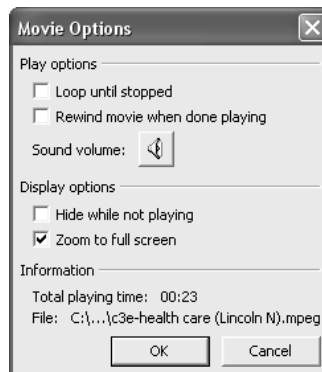 Movie Options
Play options
Loop until stopped
Rewind movie when done playing
Sound volume:
Display options
Hide while not playing
Zoom to full screen
Information
Total playing time: 00:23
File: C:\...\c3e-health care (Lincoln N).mpeg
OK Cancel